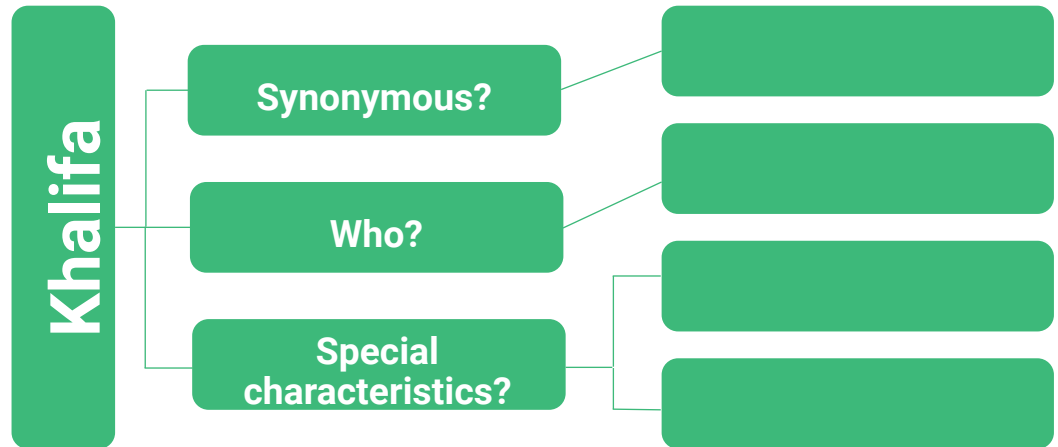 Khalifa
Synonymous?
Who?
Special
characteristics?